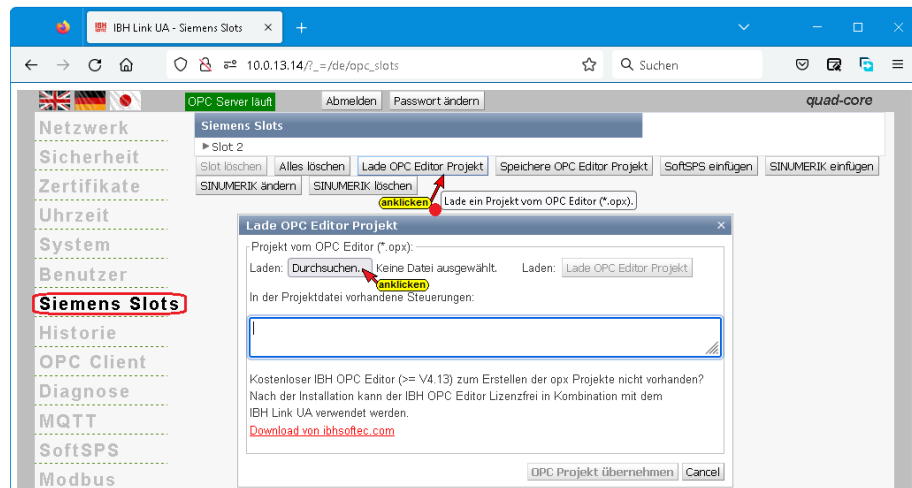 IBH IBH Link UA - Siemens Slots
10.0.13.14/?_=/de/opc_slots
Suchen
OPC Server läuft Abmelden Passwort ändern quad-core
Netzwerk
Sicherheit
Zertifikate
Uhrzeit
System
Benutzer
Siemens Slots
Historie
OPC Client
Diagnose
MQTT
SoftSPS
Modbus
Siemens Slots
Slot 2
Slot löschen Alles löschen Lade OPC Editor Projekt Speichere OPC Editor Projekt SoftSPS einfügen SINUMERIK einfügen
SINUMERIK ändern SINUMERIK löschen
anklicken Lade ein Projekt vom OPC Editor (*.opx).
Lade OPC Editor Projekt
Projekt vom OPC Editor (*.opx):
Laden: Durchsuchen... Keine Datei ausgewählt. Laden: Lade OPC Editor Projekt
anklicken
In der Projektdatei vorhandene Steuerungen:
Kostenloser IBH OPC Editor (>= V4.13) zum Erstellen der opx Projekte nicht vorhanden?
Nach der Installation kann der IBH OPC Editor Lizenzfrei in Kombination mit dem
IBH Link UA verwendet werden.
Download von ibhsoftec.com
OPC Projekt übernehmen Cancel